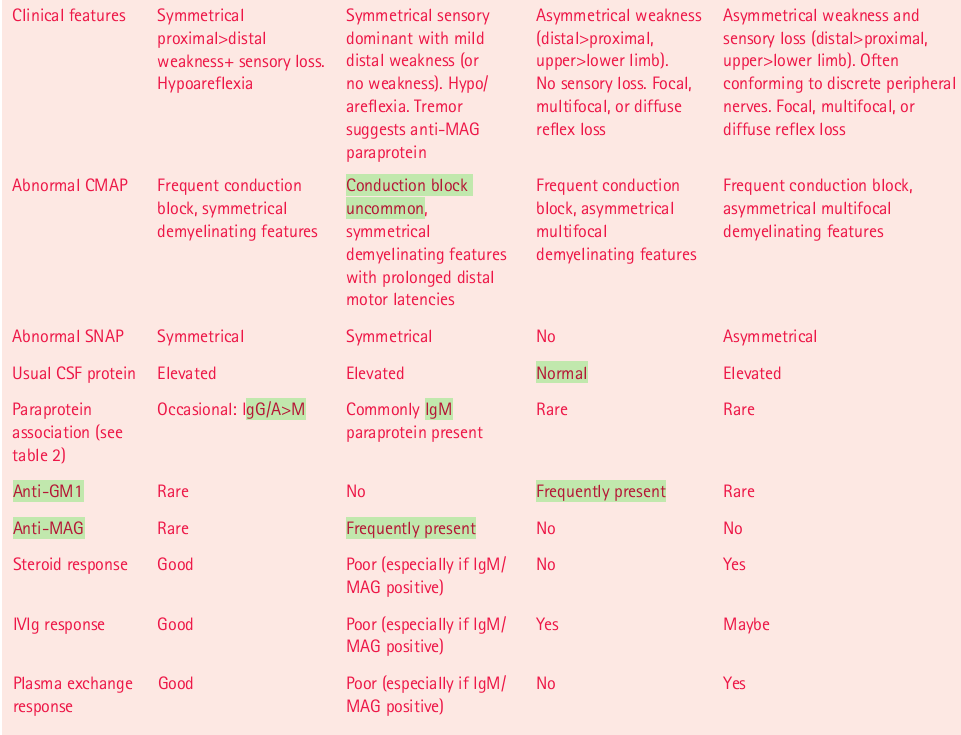 Clinical features
Symmetrical
proximal>distal
weakness+ sensory loss.
Hypoareflexia
Symmetrical sensory
dominant with mild
distal weakness (or
no weakness). Hypo/
areflexia. Tremor
suggests anti-MAG
paraprotein
Asymmetrical weakness
(distal>proximal,
upper>lower limb).
No sensory loss. Focal,
multifocal, or diffuse
reflex loss
Asymmetrical weakness and
sensory loss (distal>proximal,
upper>lower limb). Often
conforming to discrete peripheral
nerves. Focal, multifocal, or
diffuse reflex loss
Abnormal CMAP
Frequent conduction
block, symmetrical
demyelinating features
Conduction block
uncommon,
symmetrical
demyelinating features
with prolonged distal
motor latencies
Frequent conduction
block, asymmetrical
multifocal
demyelinating features
Frequent conduction block,
asymmetrical multifocal
demyelinating features
Abnormal SNAP
Symmetrical
Symmetrical
No
Asymmetrical
Usual CSF protein
Elevated
Elevated
Normal
Elevated
Paraprotein
association (see
table 2)
Occasional: IgG/A>M
Commonly IgM
paraprotein present
Rare
Rare
Anti-GM1
Rare
No
Frequently present
Rare
Anti-MAG
Rare
Frequently present
No
No
Steroid response
Good
Poor (especially if IgM/
MAG positive)
No
Yes
IVIg response
Good
Poor (especially if IgM/
MAG positive)
Yes
Maybe
Plasma exchange
response
Good
Poor (especially if IgM/
MAG positive)
No
Yes